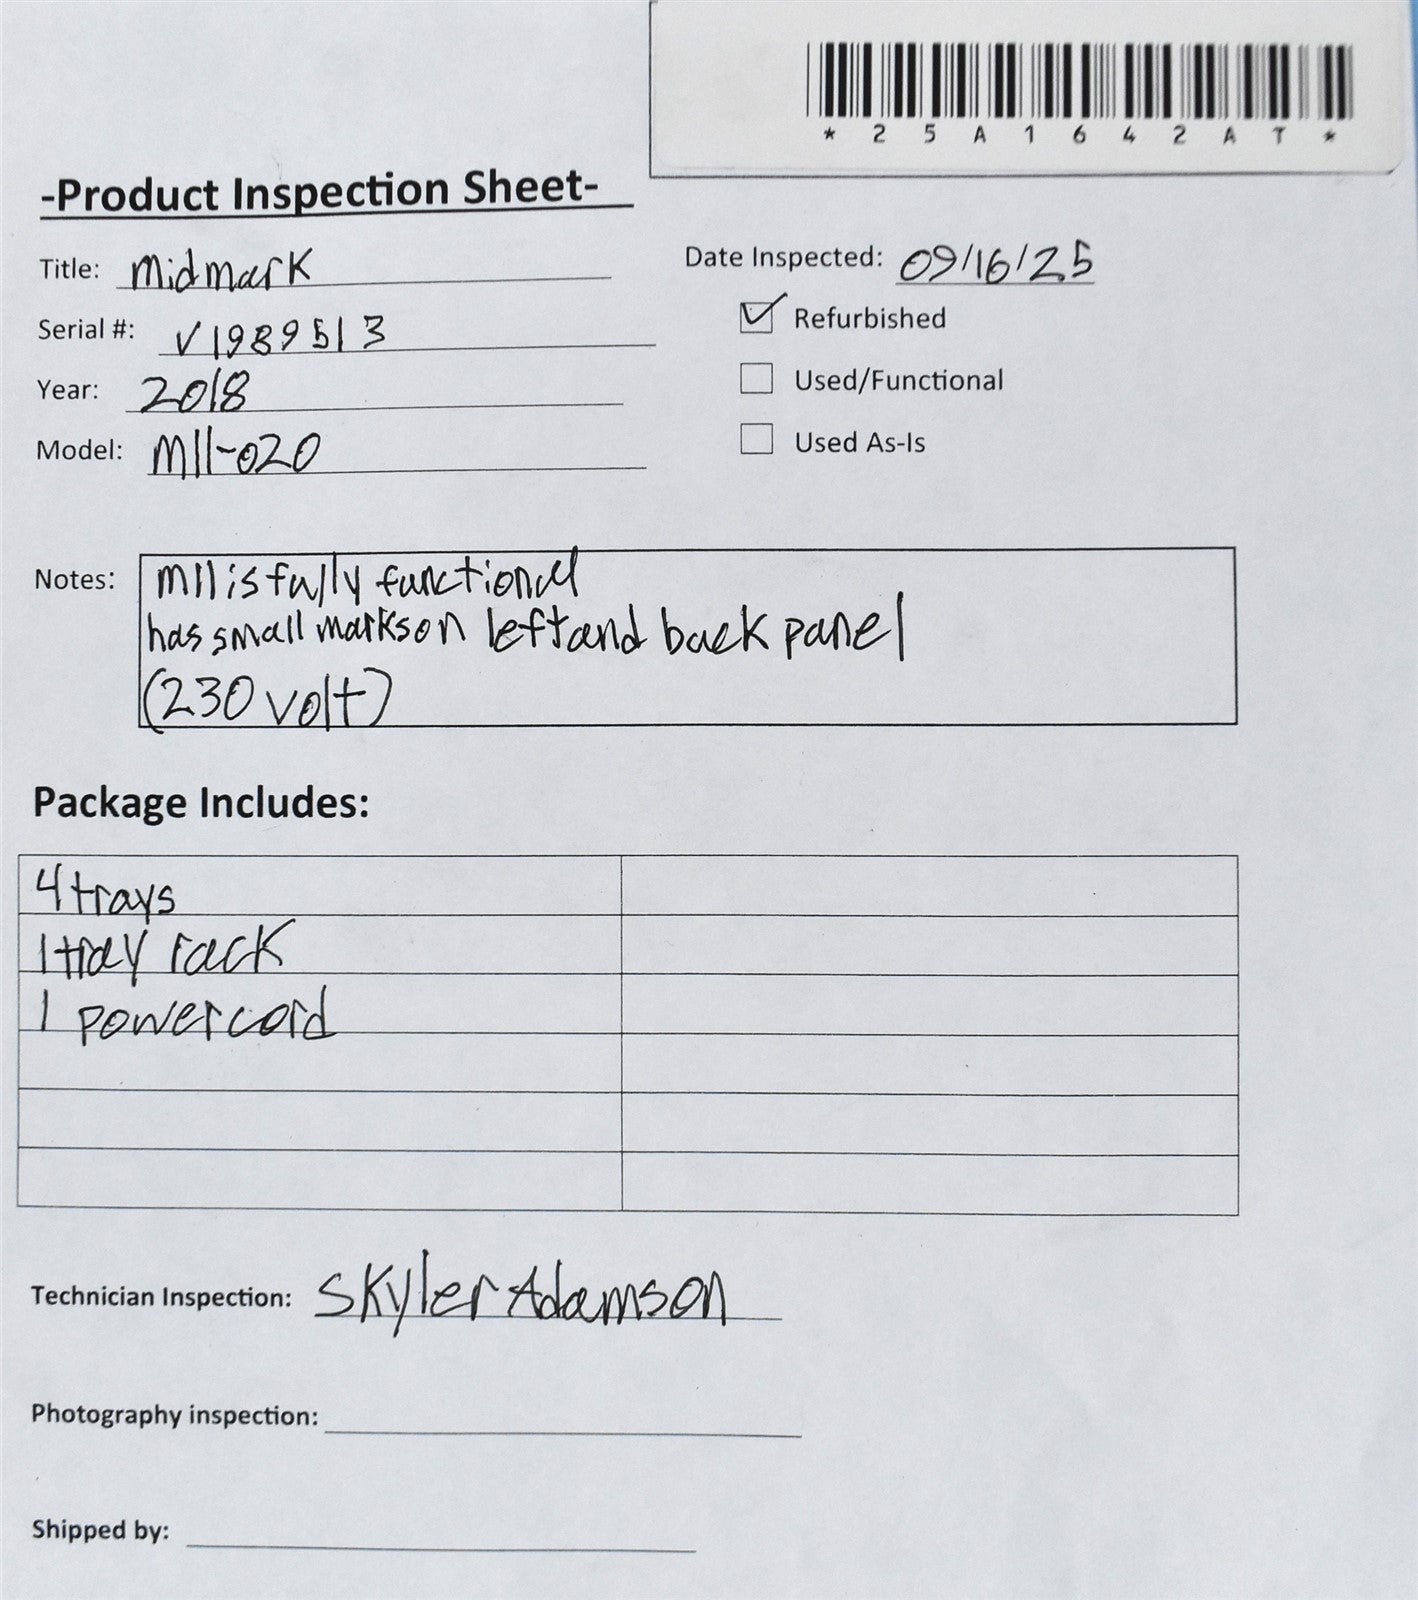 *25A1642AT*
-Product Inspection Sheet-
Title: Midmark
Date Inspected: 09/16/25
Serial #: V1989513
Refurbished
Year: 2018
Used/Functional
Model: M11-020
Used As-Is
Notes: M11 is fully functional
has small marks on left and back panel
(230 volt)
Package Includes:
4 trays
1 tray rack
1 power cord
Technician Inspection: Skyler Adamson
Photography inspection:
Shipped by: